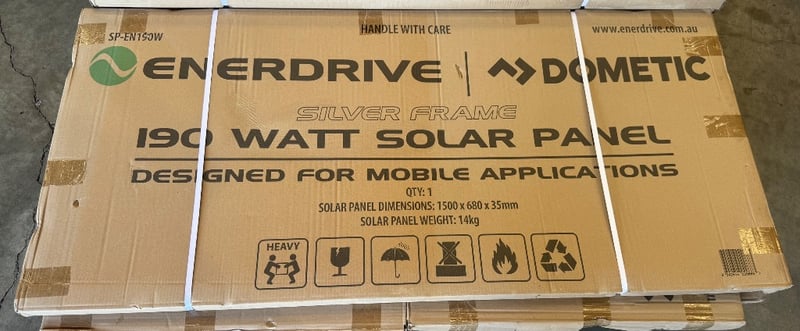 SP-EN190W
HANDLE WITH CARE
www.enerdrive.com.au
ENERDRIVE | DOMETIC
SILVER FRAME
190 WATT SOLAR PANEL
DESIGNED FOR MOBILE APPLICATIONS
QTY: 1
SOLAR PANEL DIMENSIONS: 1500 x 680 x 35mm
SOLAR PANEL WEIGHT: 14kg
HEAVY